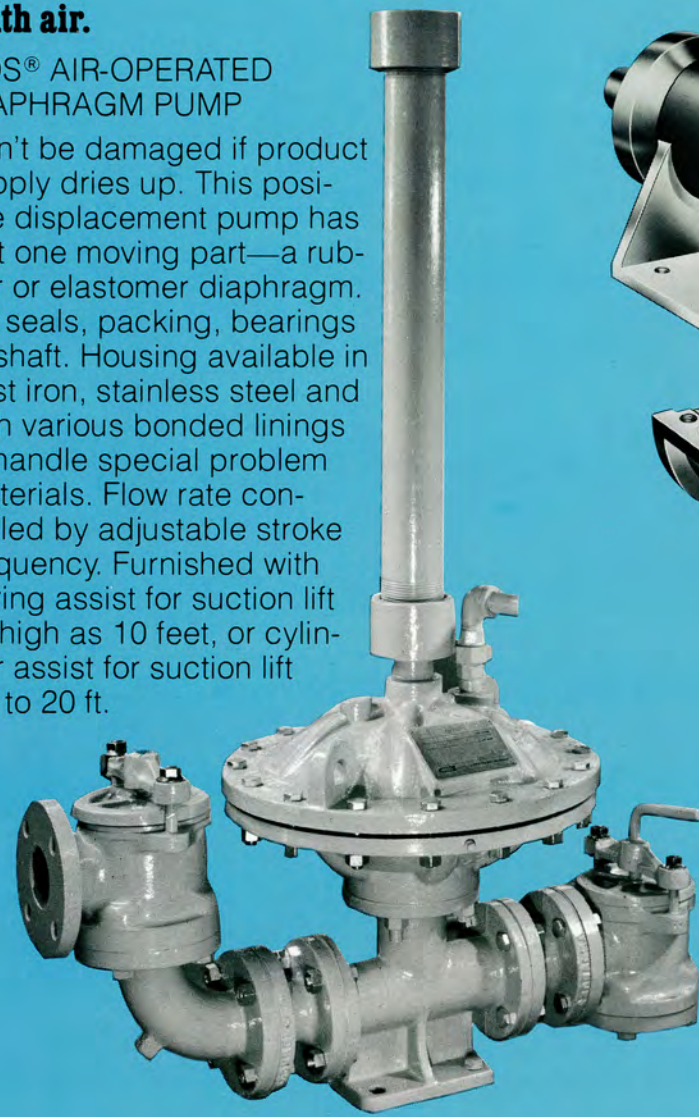 th air.
DS® AIR-OPERATED
APHRAGM PUMP
n't be damaged if product
pply dries up. This posi-
e displacement pump has
t one moving part—a rub-
r or elastomer diaphragm.
seals, packing, bearings
shaft. Housing available in
st iron, stainless steel and
n various bonded linings
handle special problem
terials. Flow rate con-
led by adjustable stroke
quency. Furnished with
ring assist for suction lift
high as 10 feet, or cylin-
r assist for suction lift
to 20 ft.